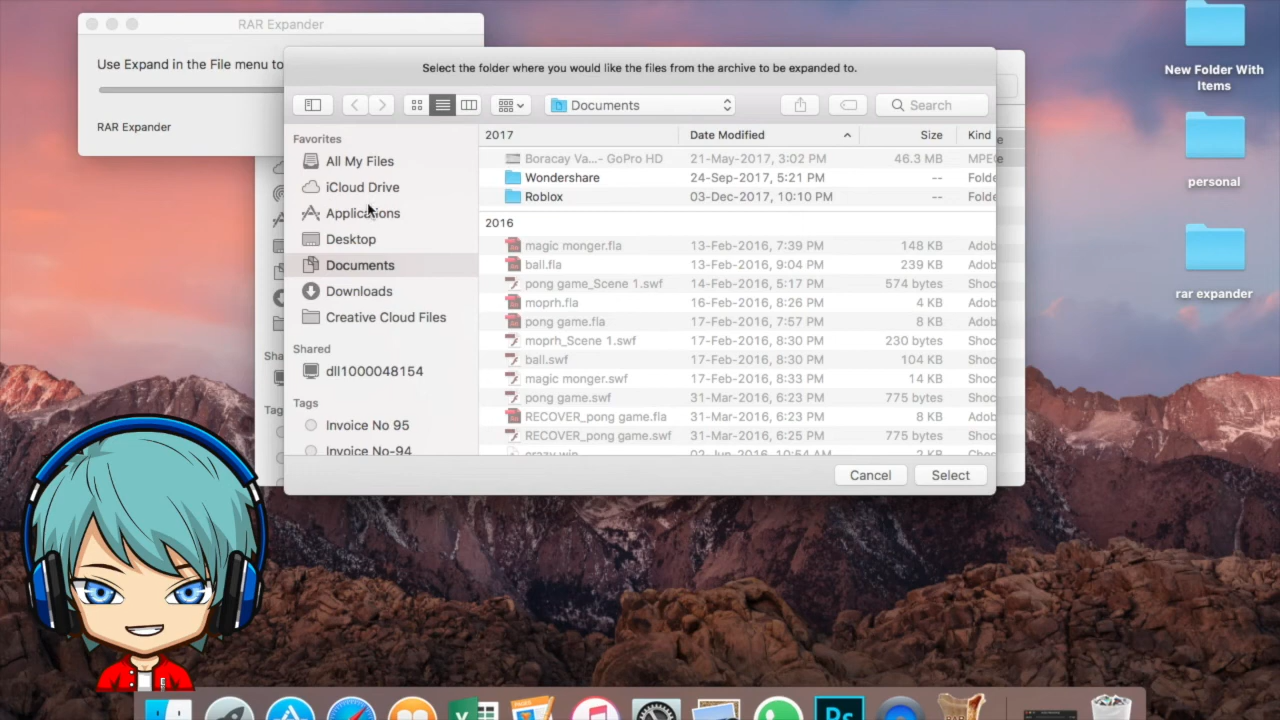 RAR Expander
Use Expand in the File menu to
RAR Expander
Select the folder where you would like the files from the archive to be expanded to.
Documents
Search
Favorites
All My Files
iCloud Drive
Applications
Desktop
Documents
Downloads
Creative Cloud Files
Shared
dll1000048154
Tags
Invoice No 95
Invoice No-94
2017 Date Modified Size Kind
Boracay Va...- GoPro HD 21-May-2017, 3:02 PM 46.3 MB MPEG
Wondershare 24-Sep-2017, 5:21 PM -- Folde
Roblox 03-Dec-2017, 10:10 PM -- Folde
2016
magic monger.fla 13-Feb-2016, 7:39 PM 148 KB Adob
ball.fla 13-Feb-2016, 9:04 PM 239 KB Adob
pong game_Scene 1.swf 14-Feb-2016, 5:17 PM 574 bytes Shoc
moprh.fla 16-Feb-2016, 8:26 PM 4 KB Adob
pong game.fla 17-Feb-2016, 7:57 PM 8 KB Adob
moprh_Scene 1.swf 17-Feb-2016, 8:30 PM 230 bytes Shoc
ball.swf 17-Feb-2016, 8:30 PM 104 KB Shoc
magic monger.swf 17-Feb-2016, 8:33 PM 14 KB Shoc
pong game.swf 31-Mar-2016, 6:23 PM 775 bytes Shoc
RECOVER_pong game.fla 31-Mar-2016, 6:23 PM 8 KB Adob
RECOVER_pong game.swf 31-Mar-2016, 6:25 PM 775 bytes Shoc
Cancel Select
New Folder With
Items
personal
rar expander
Sha
Tag
Ps